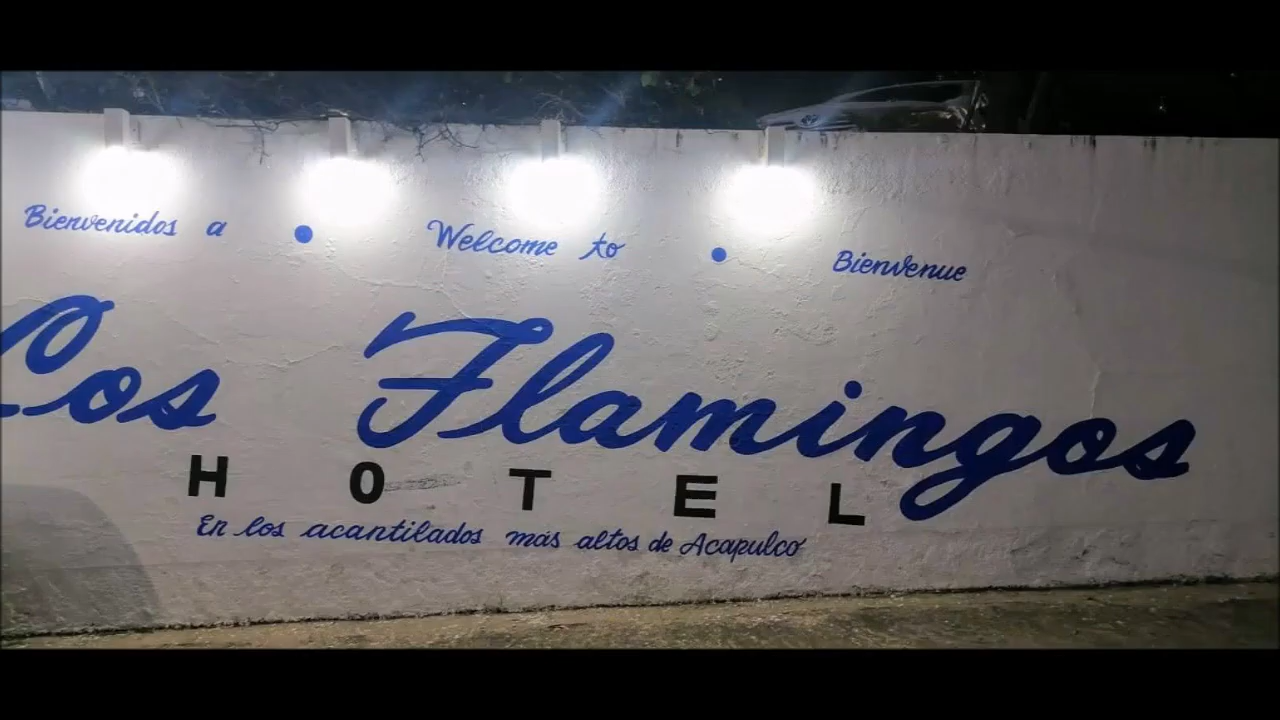 Bienvenidos a • Welcome to • Bienvenue
Los Flamingos
HOTEL
En los acantilados más altos de Acapulco